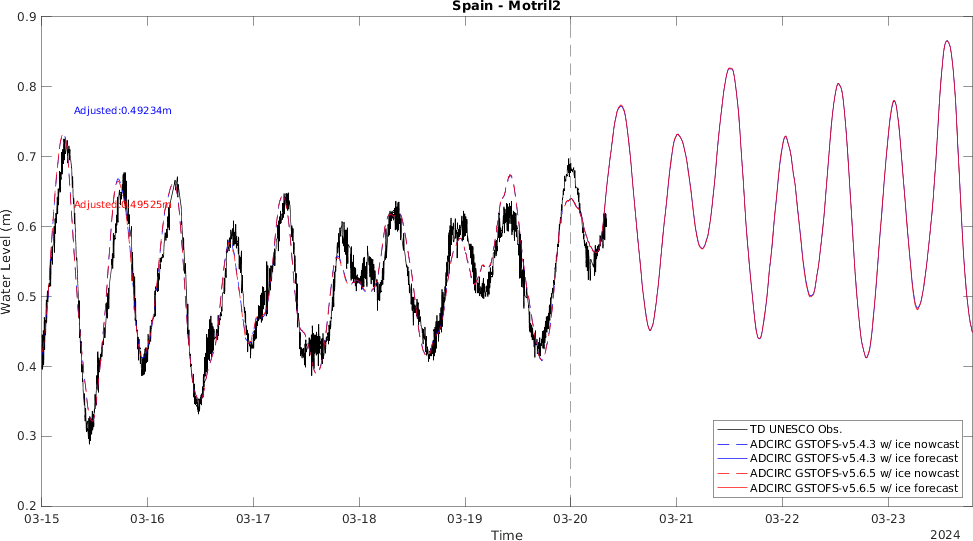 Spain - Motril2
0.9
0.8
0.7
0.6
0.5
0.4
0.3
0.2
Water Level (m)
Adjusted:0.49234m
Adjusted:0.49525m
TD UNESCO Obs.
ADCIRC GSTOFS-v5.4.3 w/ ice nowcast
ADCIRC GSTOFS-v5.4.3 w/ ice forecast
ADCIRC GSTOFS-v5.6.5 w/ ice nowcast
ADCIRC GSTOFS-v5.6.5 w/ ice forecast
03-15 03-16 03-17 03-18 03-19 03-20 03-21 03-22 03-23
Time
2024